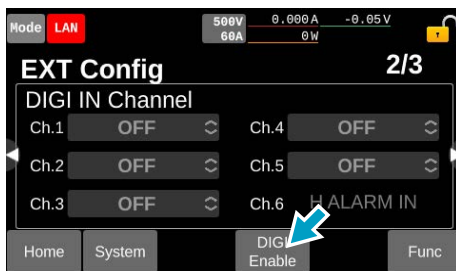 Mode LAN 500V 0.000A -0.05V
60A 0W
EXT Config 2/3
DIGI IN Channel
Ch.1 OFF Ch.4 OFF
Ch.2 OFF Ch.5 OFF
Ch.3 OFF Ch.6 H ALARM IN
Home System DIGI Enable Func